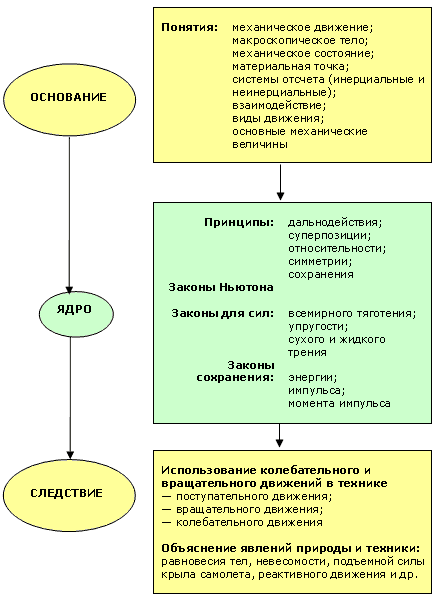 ОСНОВАНИЕ
Понятия: механическое движение;
макроскопическое тело;
механическое состояние;
материальная точка;
системы отсчета (инерциальные и
неинерциальные);
взаимодействие;
виды движения;
основные механические
величины
ЯДРО
Принципы: дальнодействия;
суперпозиции;
относительности;
симметрии;
сохранения
Законы Ньютона
Законы для сил: всемирного тяготения;
упругости;
сухого и жидкого
трения
Законы
сохранения: энергии;
импульса;
момента импульса
СЛЕДСТВИЕ
Использование колебательного и
вращательного движений в технике
— поступательного движения;
— вращательного движения;
— колебательного движения
Объяснение явлений природы и техники:
равновесия тел, невесомости, подъемной силы
крыла самолета, реактивного движения и др.